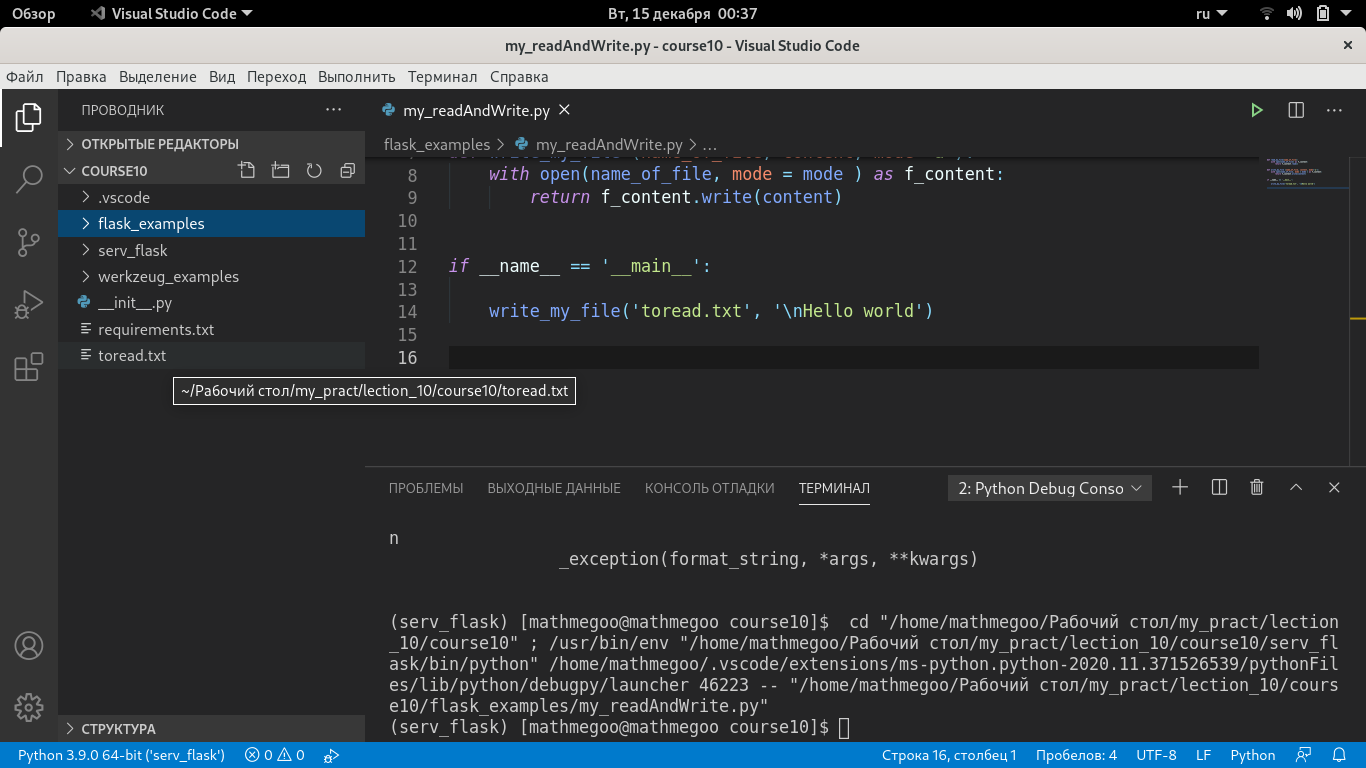 Обзор Visual Studio Code Вт, 15 декабря 00:37 ru
my_readAndWrite.py - course10 - Visual Studio Code
Файл Правка Выделение Вид Переход Выполнить Терминал Справка
ПРОВОДНИК
ОТКРЫТЫЕ РЕДАКТОРЫ
COURSE10
.vscode
flask_examples
serv_flask
werkzeug_examples
__init__.py
requirements.txt
toread.txt
~/Рабочий стол/my_pract/lection_10/course10/toread.txt
СТРУКТУРА
my_readAndWrite.py
flask_examples > my_readAndWrite.py > ...
8 with open(name_of_file, mode = mode ) as f_content:
9 return f_content.write(content)
10
11
12 if __name__ == '__main__':
13
14 write_my_file('toread.txt', '\nHello world')
15
16
ПРОБЛЕМЫ ВЫХОДНЫЕ ДАННЫЕ КОНСОЛЬ ОТЛАДКИ ТЕРМИНАЛ 2: Python Debug Conso
n
_exception(format_string, *args, **kwargs)
(serv_flask) [mathmegoo@mathmegoo course10]$  cd "/home/mathmegoo/Рабочий стол/my_pract/lection
_10/course10" ; /usr/bin/env "/home/mathmegoo/Рабочий стол/my_pract/lection_10/course10/serv_fl
ask/bin/python" /home/mathmegoo/.vscode/extensions/ms-python.python-2020.11.371526539/pythonFil
es/lib/python/debugpy/launcher 46223 -- "/home/mathmegoo/Рабочий стол/my_pract/lection_10/cours
e10/flask_examples/my_readAndWrite.py"
(serv_flask) [mathmegoo@mathmegoo course10]$
Python 3.9.0 64-bit ('serv_flask') 0 0 Строка 16, столбец 1 Пробелов: 4 UTF-8 LF Python